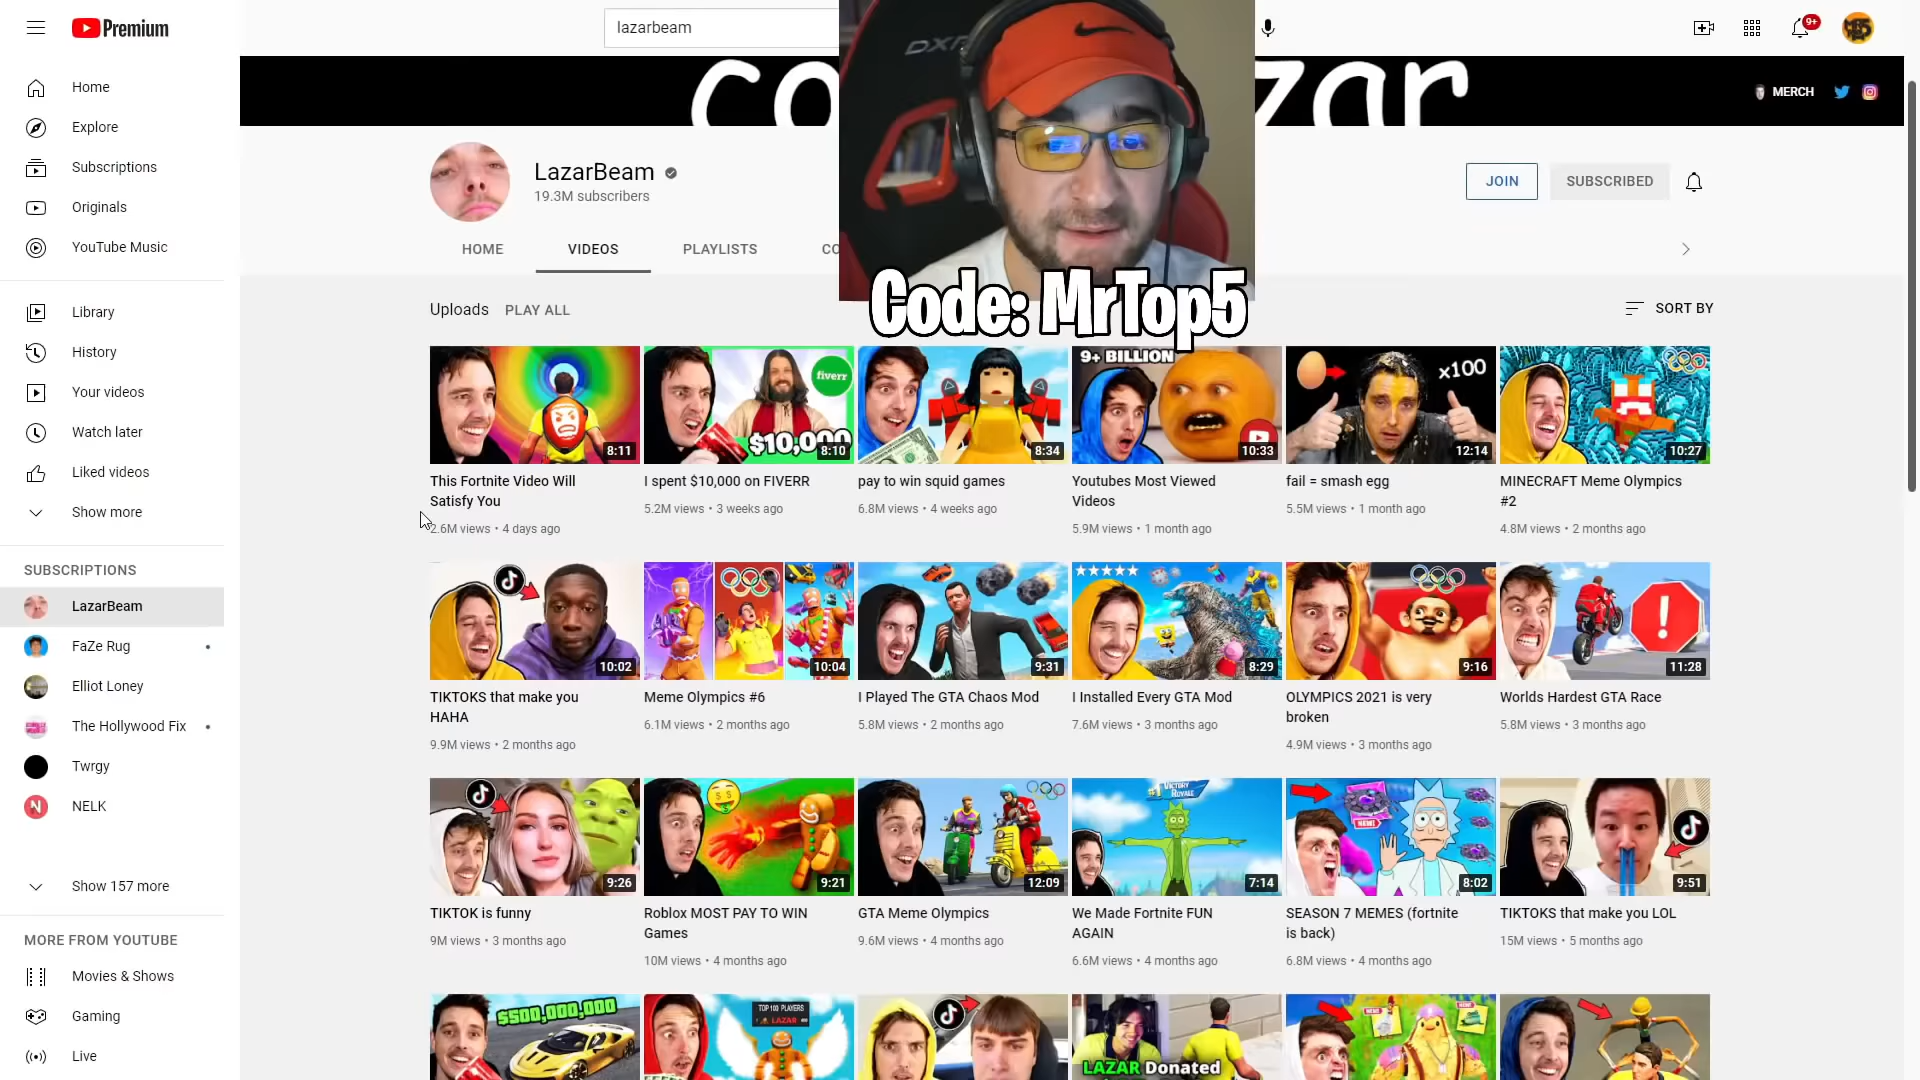 Premium
lazarbeam
9+
MERCH
LazarBeam
19.3M subscribers
JOIN
SUBSCRIBED
HOME
VIDEOS
PLAYLISTS
Code: MrTop5
Uploads
PLAY ALL
SORT BY
Home
Explore
Subscriptions
Originals
YouTube Music
Library
History
Your videos
Watch later
Liked videos
Show more
SUBSCRIPTIONS
LazarBeam
FaZe Rug
Elliot Loney
The Hollywood Fix
Twrgy
NELK
Show 157 more
MORE FROM YOUTUBE
Movies & Shows
Gaming
Live
8:11
This Fortnite Video Will
Satisfy You
2.6M views • 4 days ago
fiverr
$10,000
8:10
I spent $10,000 on FIVERR
5.2M views • 3 weeks ago
8:34
pay to win squid games
6.8M views • 4 weeks ago
9+ BILLION
10:33
Youtubes Most Viewed
Videos
5.9M views • 1 month ago
x100
12:14
fail = smash egg
5.5M views • 1 month ago
10:27
MINECRAFT Meme Olympics
#2
4.8M views • 2 months ago
10:02
TIKTOKS that make you
HAHA
9.9M views • 2 months ago
10:04
Meme Olympics #6
6.1M views • 2 months ago
9:31
I Played The GTA Chaos Mod
5.8M views • 2 months ago
8:29
I Installed Every GTA Mod
7.6M views • 3 months ago
9:16
OLYMPICS 2021 is very
broken
4.9M views • 3 months ago
11:28
Worlds Hardest GTA Race
5.8M views • 3 months ago
9:26
TIKTOK is funny
9M views • 3 months ago
9:21
Roblox MOST PAY TO WIN
Games
10M views • 4 months ago
12:09
GTA Meme Olympics
9.6M views • 4 months ago
#1 VICTORY ROYALE
7:14
We Made Fortnite FUN
AGAIN
6.6M views • 4 months ago
NEW!
8:02
SEASON 7 MEMES (fortnite
is back)
6.8M views • 4 months ago
9:51
TIKTOKS that make you LOL
15M views • 5 months ago
$500,000,000
TOP 100 PLAYERS
LAZAR
LAZAR Donated